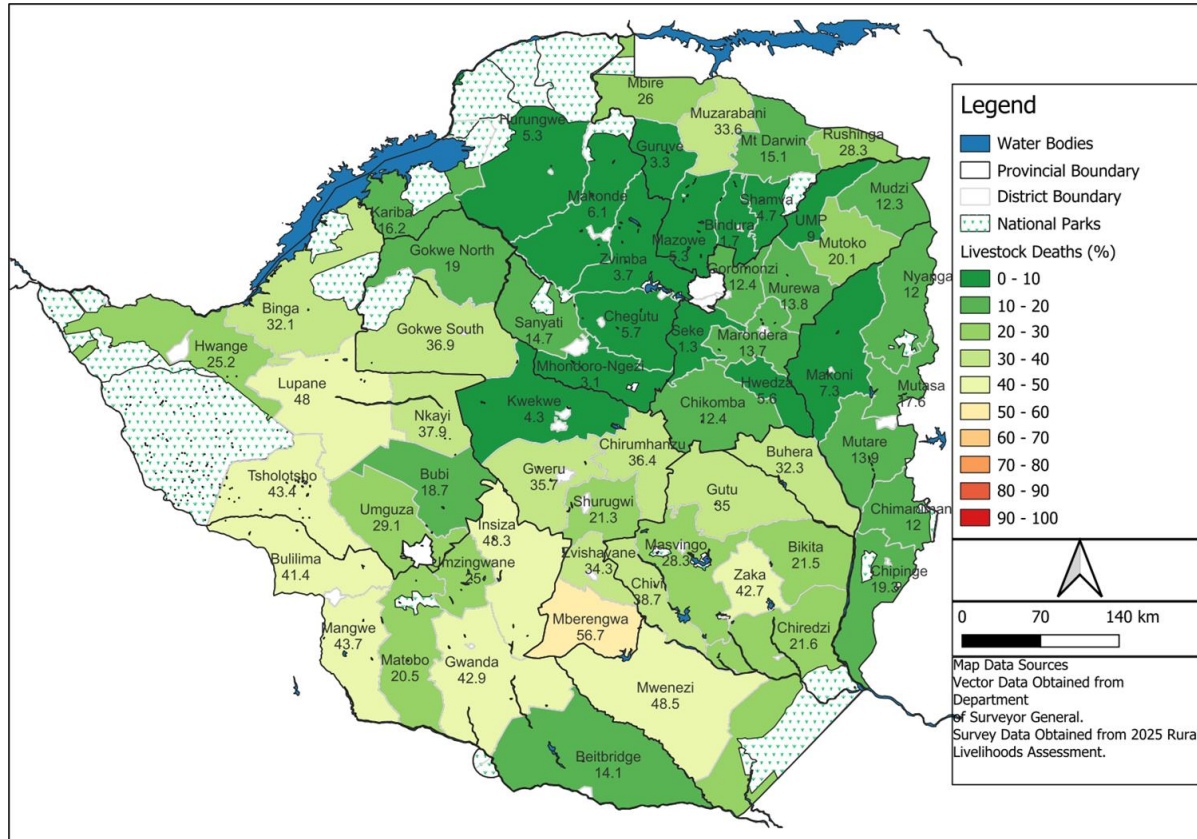 Mbire
26
Muzarabani
33.6
Mt Darwin
15.1
Rushinga
28.3
Hurungwe
5.3
Guruve
3.3
Makonde
6.1
Shamva
4.7
Bindura
1.7
Mazowe
5.3
UMP
9
Mudzi
12.3
Mutoko
20.1
Kariba
16.2
Gokwe North
19
Zvimba
3.7
Goromonzi
12.4
Murewa
13.8
Nyanga
12
Binga
32.1
Gokwe South
36.9
Sanyati
14.7
Chegutu
5.7
Seke
1.3
Marondera
13.7
Hwange
25.2
Mhondoro-Ngezi
3.1
Hwedza
5.6
Makoni
7.3
Mutasa
17.6
Lupane
48
Nkayi
37.9
Kwekwe
4.3
Chikomba
12.4
Mutare
13.9
Chirumhanzu
36.4
Buhera
32.3
Tsholotsho
43.4
Bubi
18.7
Gweru
35.7
Gutu
35
Umguza
29.1
Shurugwi
21.3
Chimanimani
12
Insiza
48.3
Masvingo
28.3
Bikita
21.5
Bulilima
41.4
Umzingwane
25
Zvishavane
34.3
Chivi
38.7
Zaka
42.7
Chipinge
19.3
Mangwe
43.7
Matobo
20.5
Gwanda
42.9
Mberengwa
56.7
Chiredzi
21.6
Mwenezi
48.5
Beitbridge
14.1
Legend
Water Bodies
Provincial Boundary
District Boundary
National Parks
Livestock Deaths (%)
0 - 10
10 - 20
20 - 30
30 - 40
40 - 50
50 - 60
60 - 70
70 - 80
80 - 90
90 - 100
0 70 140 km
Map Data Sources
Vector Data Obtained from
Department
of Surveyor General.
Survey Data Obtained from 2025 Rura
Livelihoods Assessment.